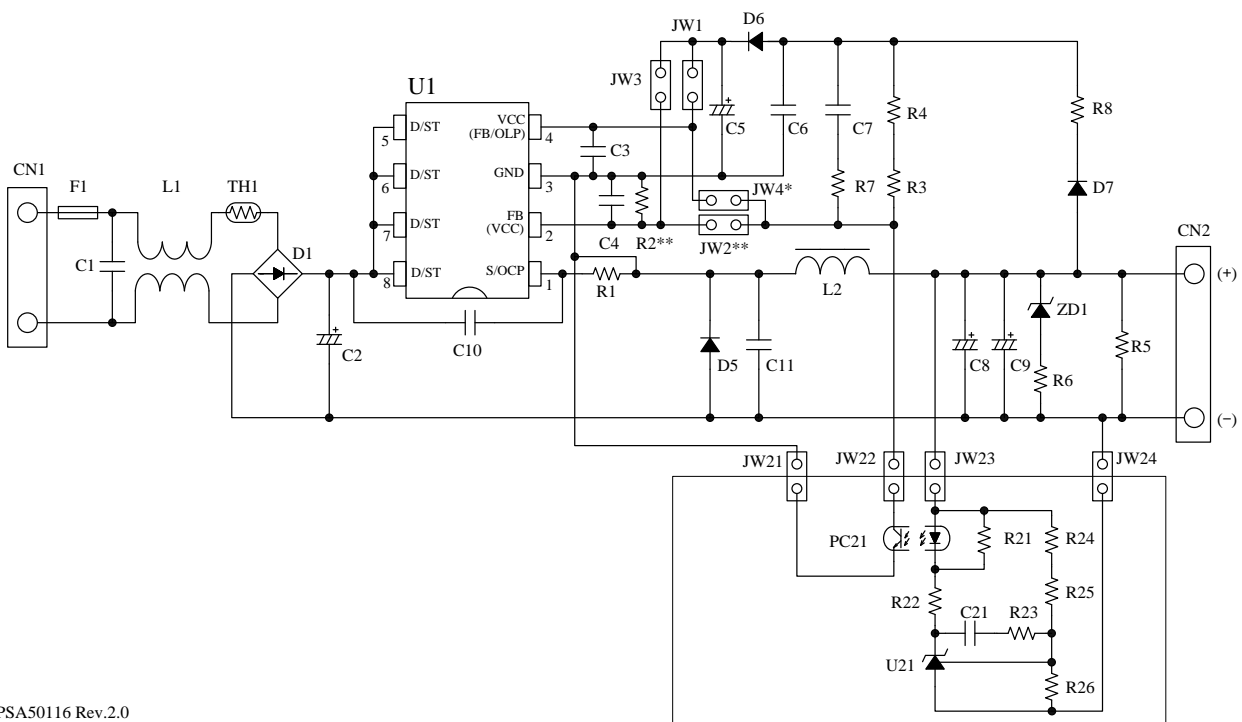 D6
JW1
U1
JW3
D/ST
VCC
(FB/OLP)
5
4
C5
C6
C7
R4
R8
C3
CN1
F1
L1
TH1
D/ST
GND
6
3
JW4*
R7
R3
D7
D/ST
FB
(VCC)
7
2
C4
R2**
JW2**
CN2
C1
D1
D/ST
S/OCP
8
1
R1
L2
(+)
ZD1
C2
C10
D5
C11
C8
C9
R6
R5
(−)
JW21
JW22
JW23
JW24
PC21
R21
R24
R22
R25
C21
R23
U21
R26
PSA50116 Rev.2.0